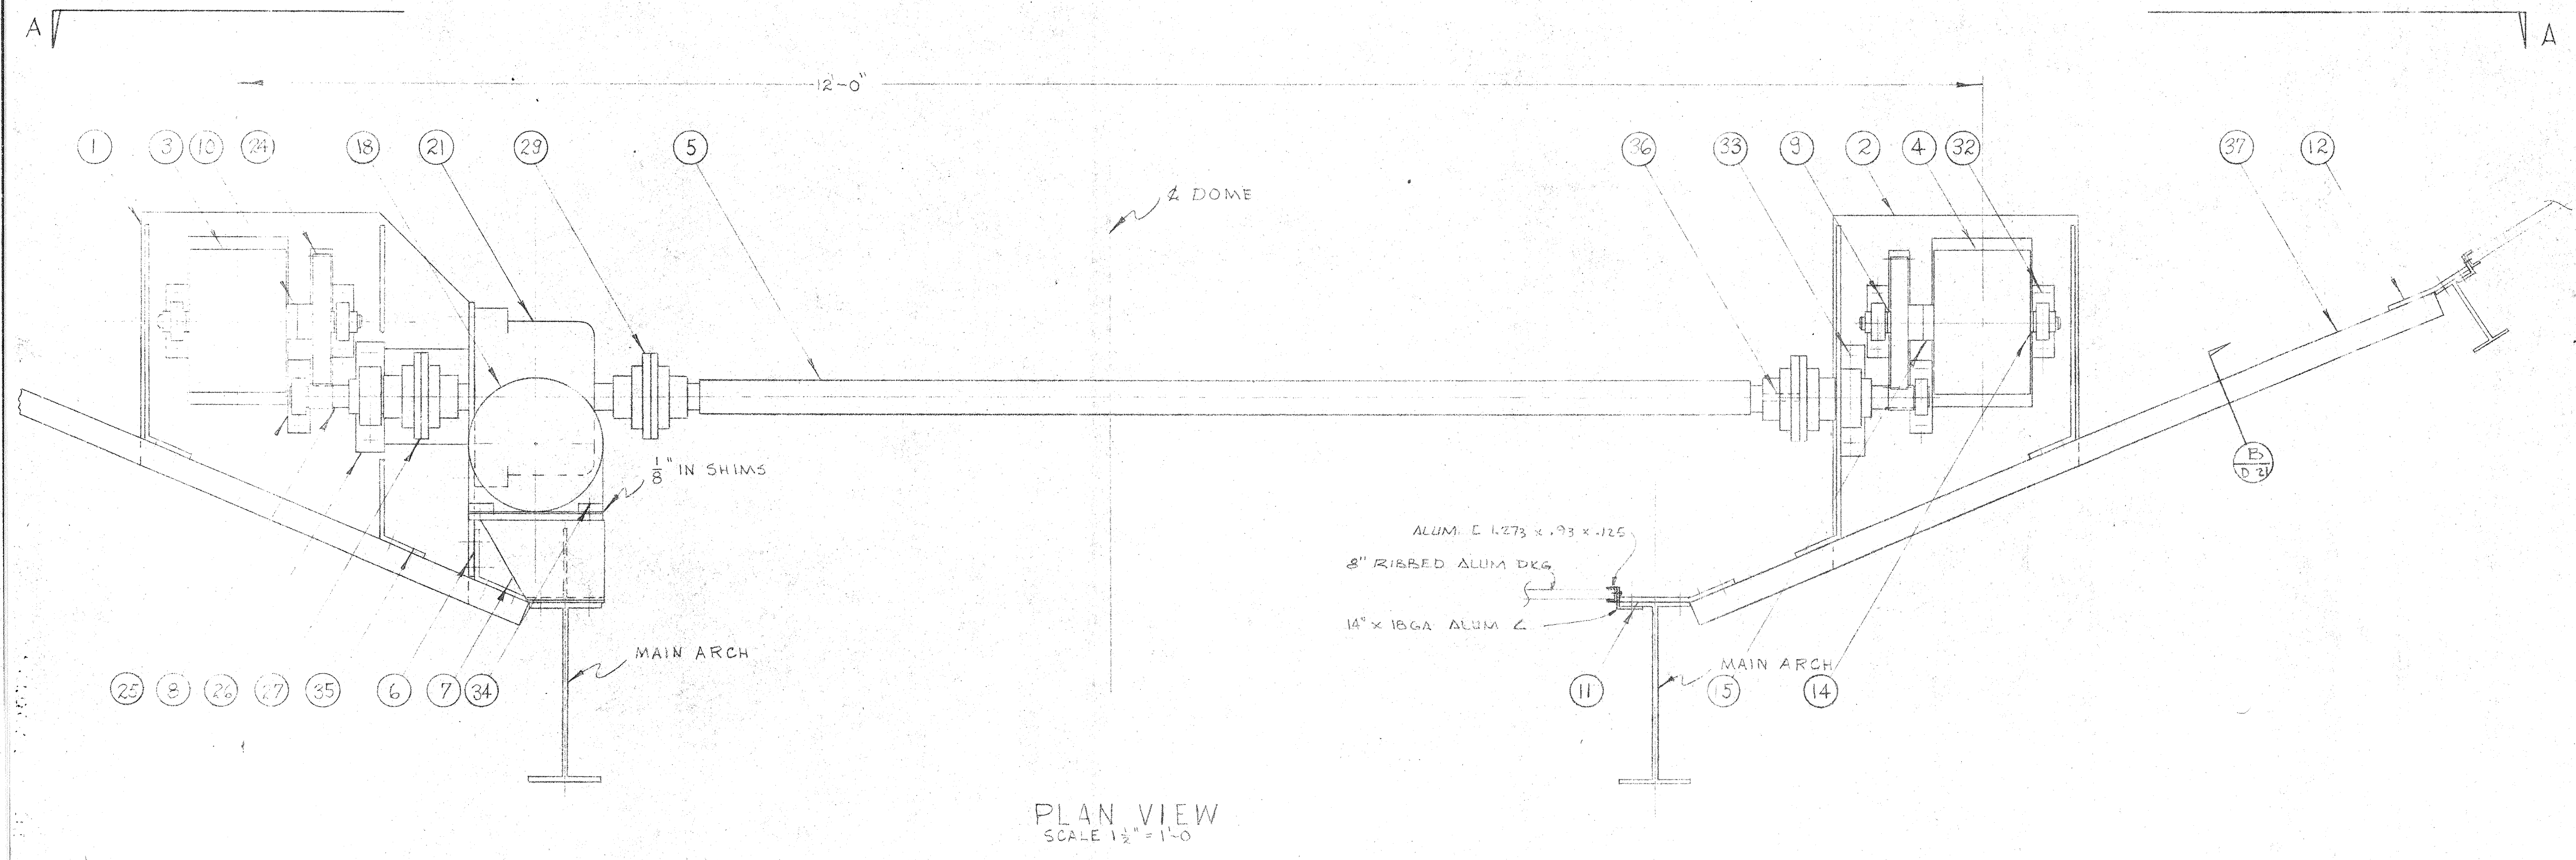 A A
12'-0"
1 3 10 24 18 21 29 5 36 33 9 2 4 32 37 12
℄ DOME
1/8" IN SHIMS
B
D 21
ALUM. [ 1.273 x .93 x .125
8" RIBBED ALUM DKG
14" x 18GA ALUM ∠
MAIN ARCH
MAIN ARCH
25 8 26 27 35 6 7 34 11 15 14
PLAN VIEW
SCALE 1½" = 1'-0